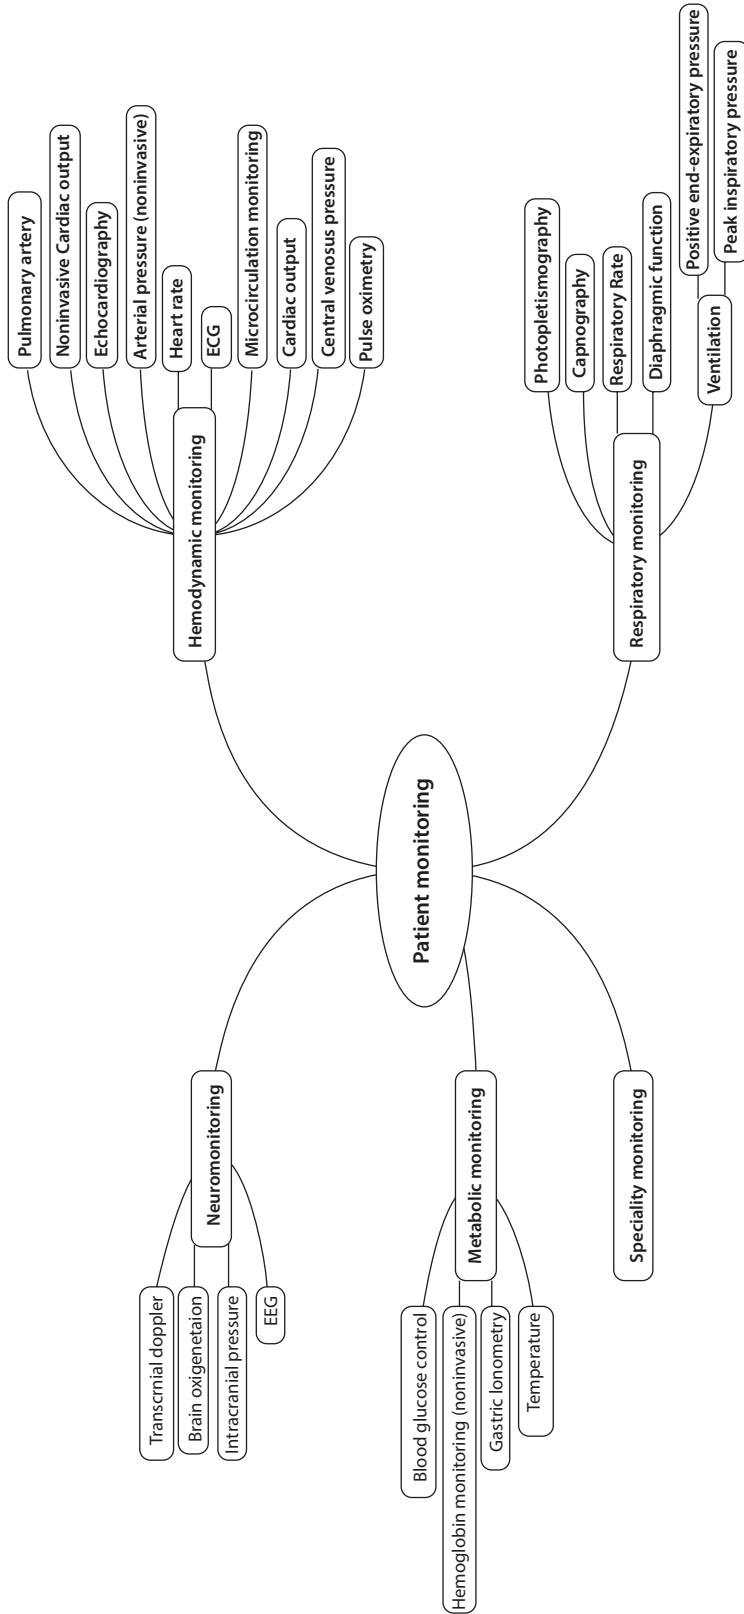 Patient monitoring
Neuromonitoring
Transcrnial doppler
Brain oxigenetaion
Intracranial pressure
EEG
Metabolic monitoring
Blood glucose control
Hemoglobin monitoring (noninvasive)
Gastric Ionometry
Temperature
Speciality monitoring
Hemodynamic monitoring
Pulmonary artery
Noninvasive Cardiac output
Echocardiography
Arterial pressure (noninvasive)
Heart rate
ECG
Microcirculation monitoring
Cardiac output
Central venosus pressure
Pulse oximetry
Respiratory monitoring
Photopletismography
Capnography
Respiratory Rate
Diaphragmic function
Ventilation
Positive end-expiratory pressure
Peak inspiratory pressure